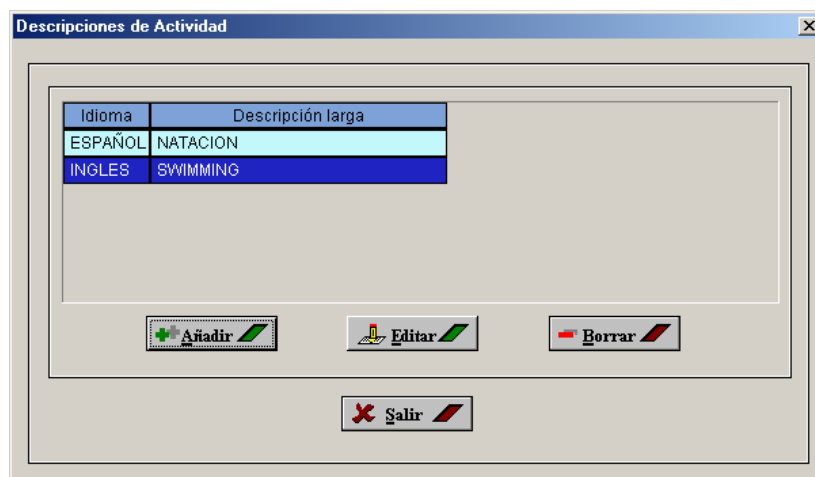 Descripciones de Actividad
Idioma Descripción larga
ESPAÑOL NATACION
INGLES SWIMMING
Añadir Editar Borrar
Salir